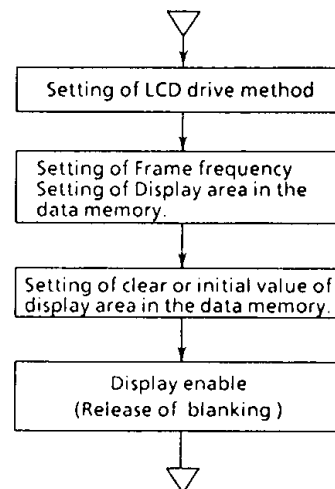 Setting of LCD drive method
Setting of Frame frequency
Setting of Display area in the
data memory.
Setting of clear or initial value of
display area in the data memory.
Display enable
(Release of blanking)